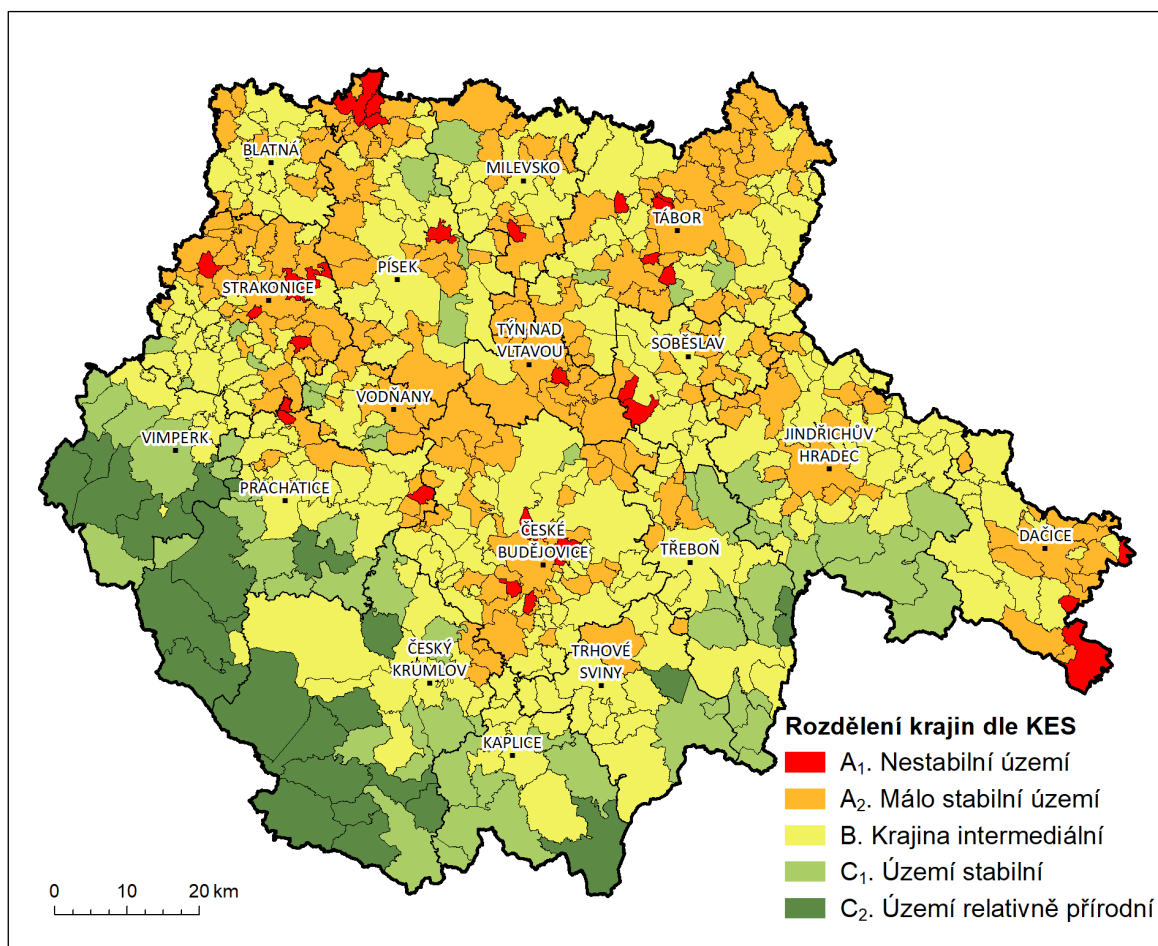 BLATNÁ
MILEVSKO
TÁBOR
PÍSEK
STRAKONICE
TÝN NAD
VLTAVOU
SOBĚSLAV
VODŇANY
VIMPERK
JINDŘICHŮV
HRADEC
PRACHATICE
ČESKÉ
BUDĚJOVICE
TŘEBOŇ
DAČICE
ČESKÝ
KRUMLOV
TRHOVÉ
SVINY
KAPLICE
Rozdělení krajin dle KES
A₁. Nestabilní území
A₂. Málo stabilní území
B. Krajina intermediální
C₁. Území stabilní
C₂. Území relativně přírodní
0 10 20 km